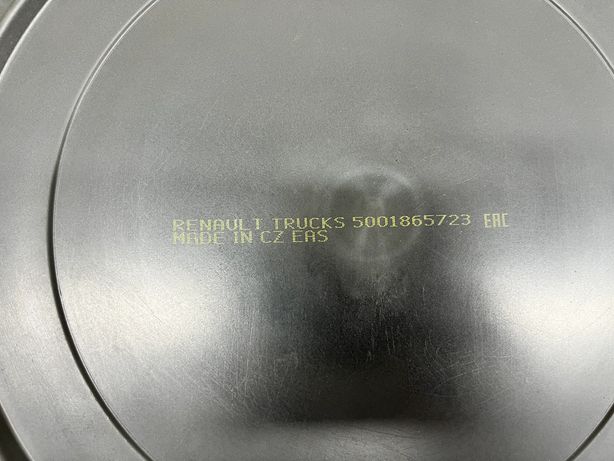 RENAULT TRUCKS 5001865723 EAC
MADE IN CZ EAS